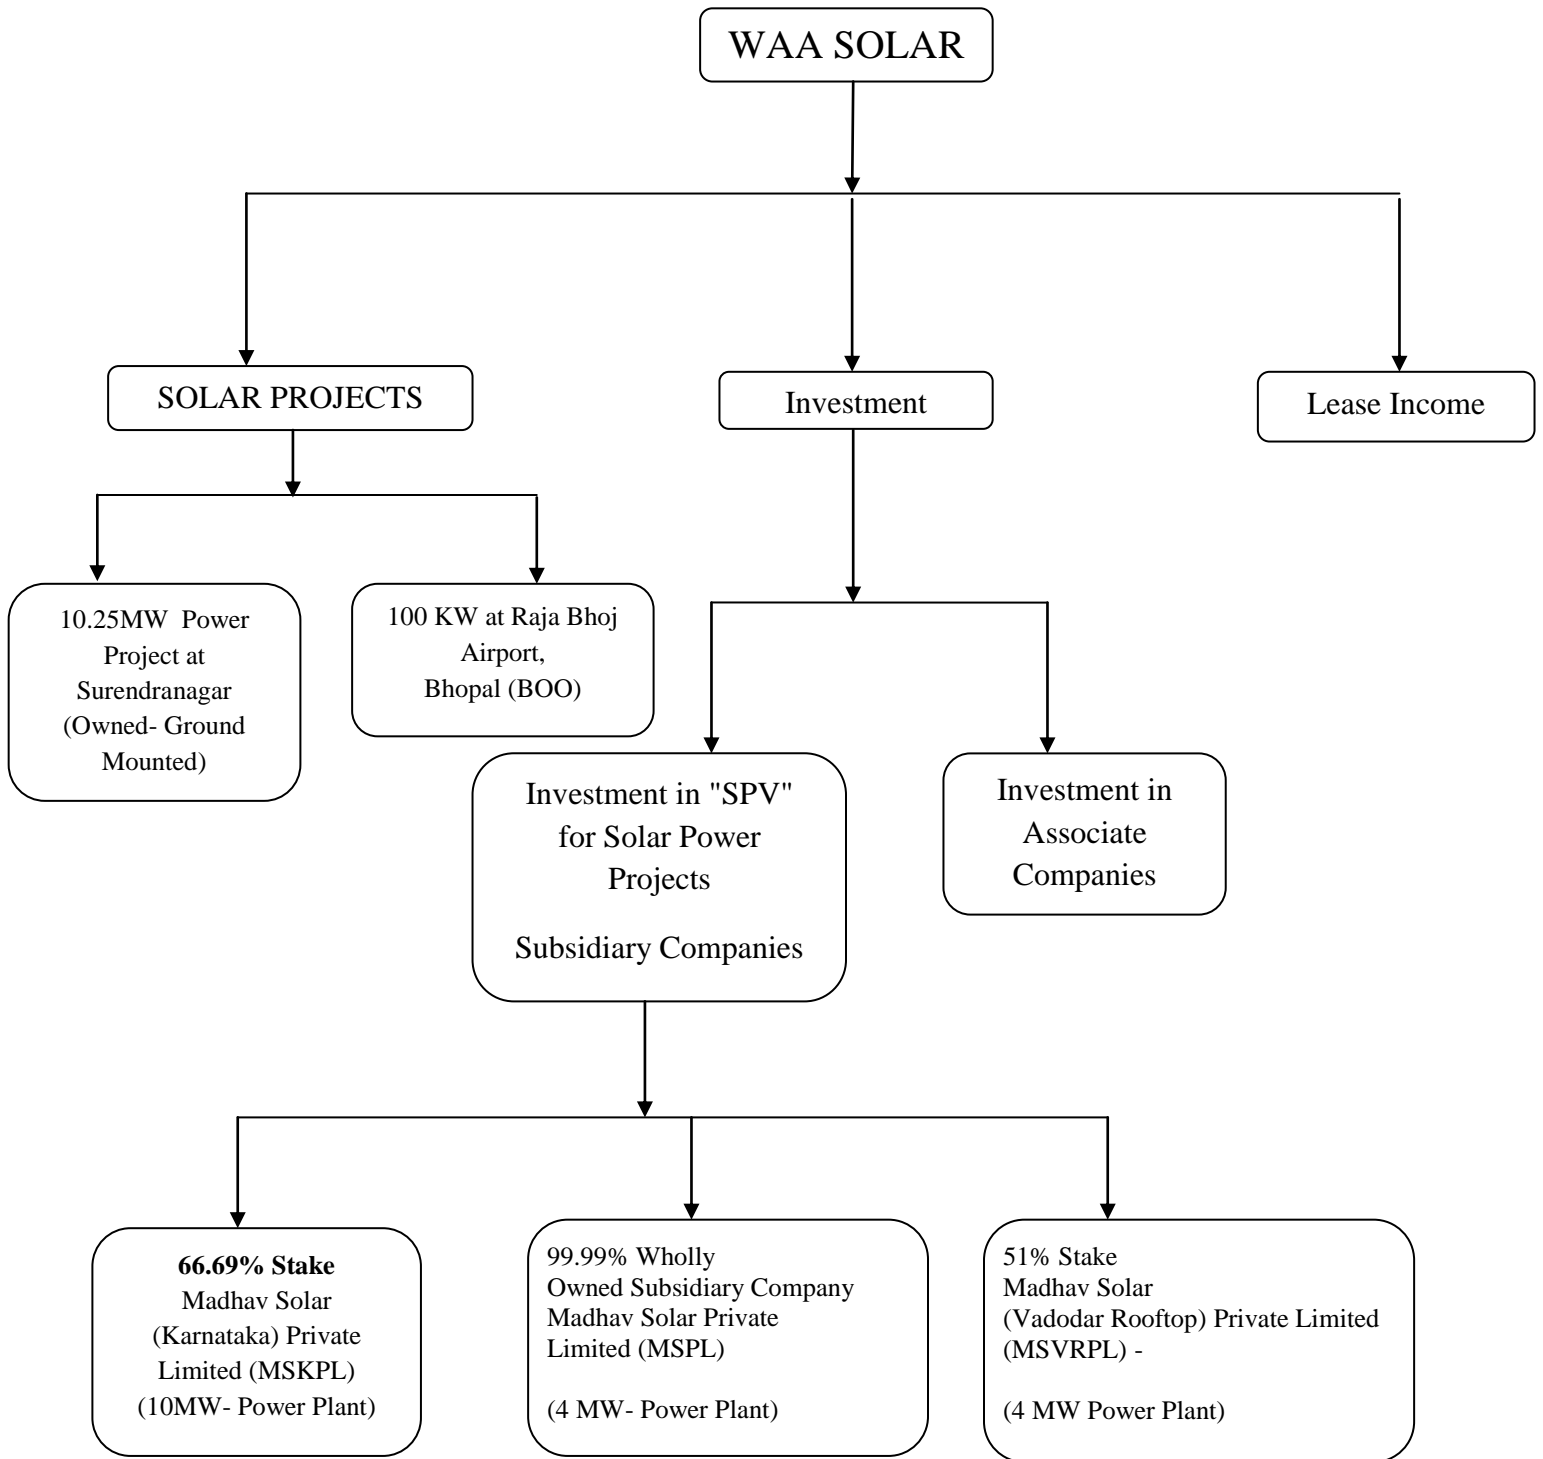 WAA SOLAR
SOLAR PROJECTS
Investment
Lease Income
10.25MW  Power
Project at
Surendranagar
(Owned- Ground
Mounted)
100 KW at Raja Bhoj
Airport,
Bhopal (BOO)
Investment in "SPV"
for Solar Power
Projects
Subsidiary Companies
Investment in
Associate
Companies
66.69% Stake
Madhav Solar
(Karnataka) Private
Limited (MSKPL)
(10MW- Power Plant)
99.99% Wholly
Owned Subsidiary Company
Madhav Solar Private
Limited (MSPL)
(4 MW- Power Plant)
51% Stake
Madhav Solar
(Vadodar Rooftop) Private Limited
(MSVRPL) -
(4 MW Power Plant)